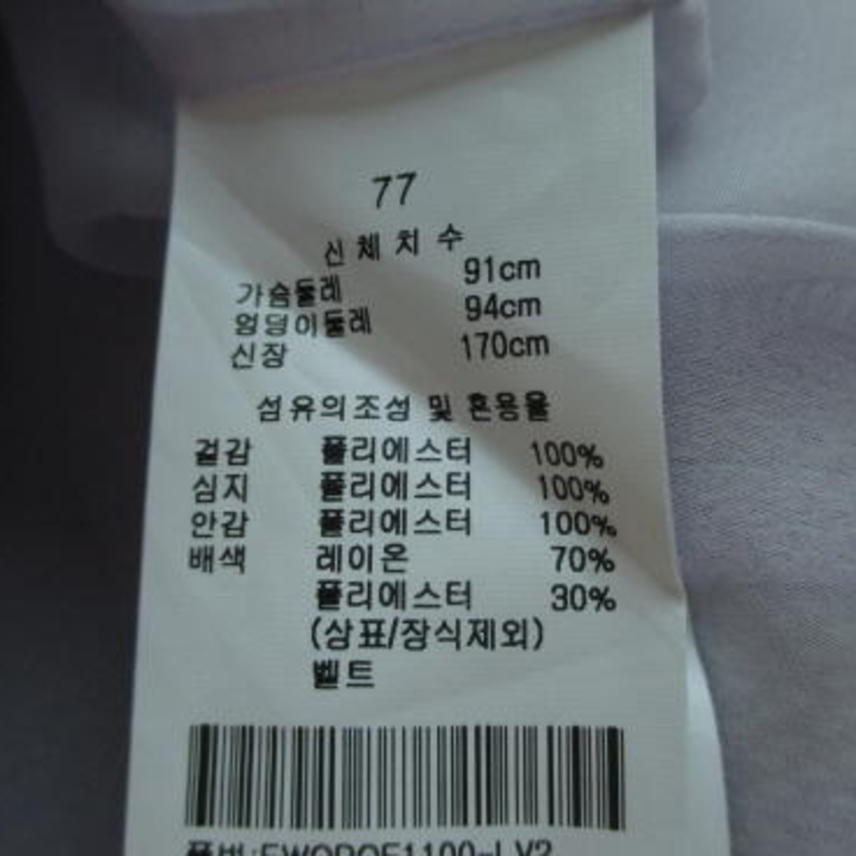 77
신체치수
가슴둘레 91cm
엉덩이둘레 94cm
신장 170cm
섬유의조성 및 혼용율
겉감 폴리에스터 100%
심지 폴리에스터 100%
안감 폴리에스터 100%
배색 레이온 70%
폴리에스터 30%
(상표/장식제외)
벨트